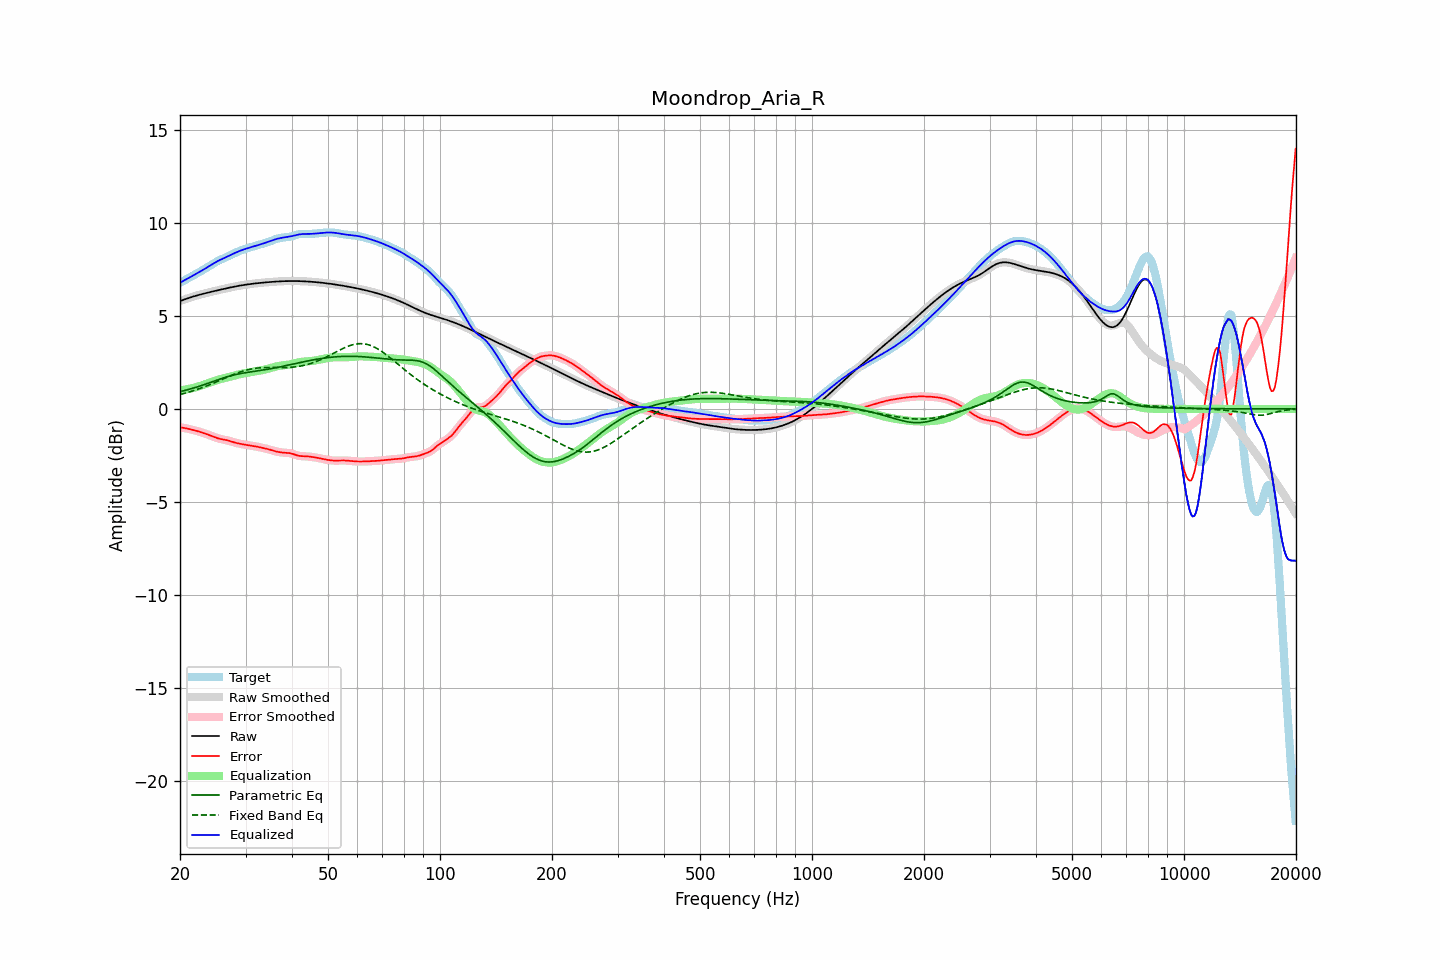 Moondrop_Aria_R
15
10
5
0
−5
−10
−15
−20
Amplitude (dBr)
Target
Raw Smoothed
Error Smoothed
Raw
Error
Equalization
Parametric Eq
Fixed Band Eq
Equalized
20 50 100 200 500 1000 2000 5000 10000 20000
Frequency (Hz)